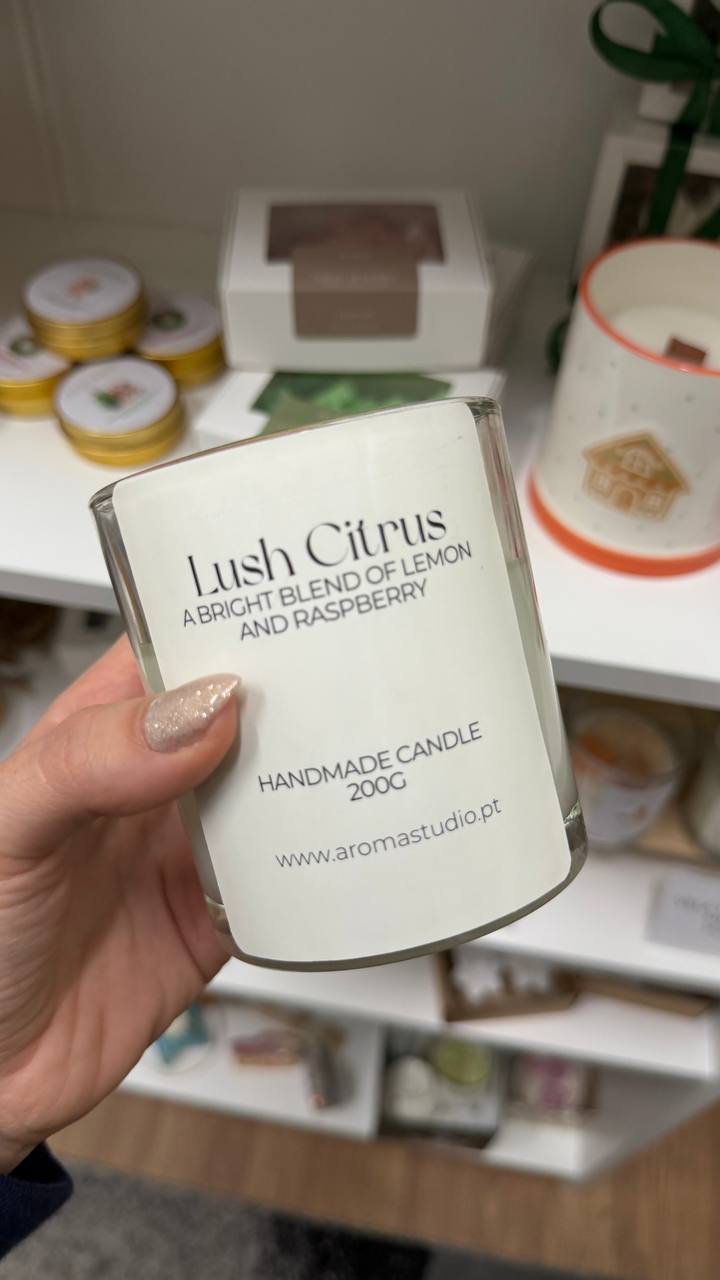 Lush Citrus
A BRIGHT BLEND OF LEMON
AND RASPBERRY
HANDMADE CANDLE
200G
www.aromastudio.pt